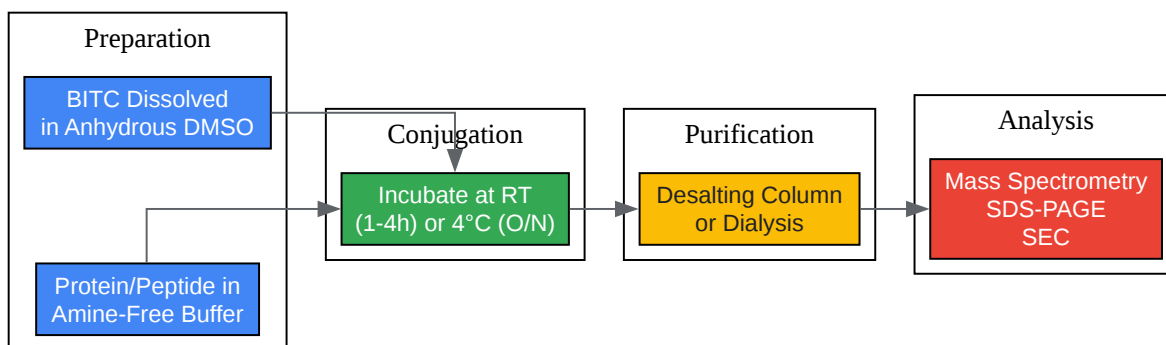 Preparation
BITC Dissolved
in Anhydrous DMSO
Protein/Peptide in
Amine-Free Buffer
Conjugation
Incubate at RT
(1-4h) or 4°C (O/N)
Purification
Desalting Column
or Dialysis
Analysis
Mass Spectrometry
SDS-PAGE
SEC